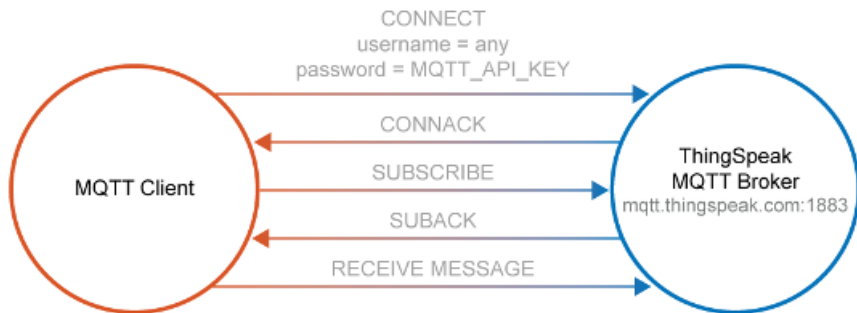 CONNECT
username = any
password = MQTT_API_KEY
CONNACK
SUBSCRIBE
SUBACK
RECEIVE MESSAGE
MQTT Client
ThingSpeak
MQTT Broker
mqtt.thingspeak.com:1883